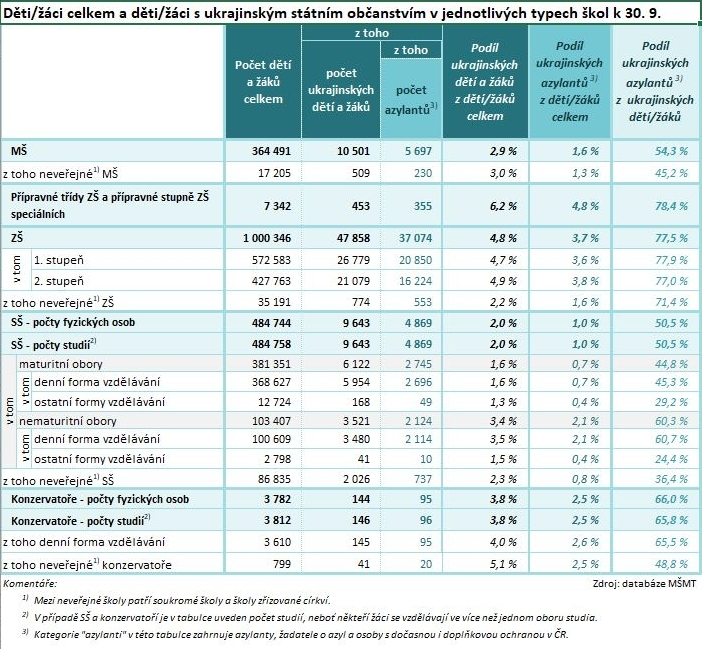 Děti/žáci celkem a děti/žáci s ukrajinským státním občanstvím v jednotlivých typech škol k 30. 9.
Počet dětí a žáků celkem | z toho počet ukrajinských dětí a žáků | z toho počet azylantů3) | Podíl ukrajinských dětí a žáků z dětí/žáků celkem | Podíl ukrajinských azylantů 3) z dětí/žáků celkem | Podíl ukrajinských azylantů 3) z ukrajinských dětí/žáků
MŠ 364 491 10 501 5 697 2,9 % 1,6 % 54,3 %
z toho neveřejné1) MŠ 17 205 509 230 3,0 % 1,3 % 45,2 %
Přípravné třídy ZŠ a přípravné stupně ZŠ
speciálních 7 342 453 355 6,2 % 4,8 % 78,4 %
ZŠ 1 000 346 47 858 37 074 4,8 % 3,7 % 77,5 %
v tom
1. stupeň 572 583 26 779 20 850 4,7 % 3,6 % 77,9 %
2. stupeň 427 763 21 079 16 224 4,9 % 3,8 % 77,0 %
z toho neveřejné1) ZŠ 35 191 774 553 2,2 % 1,6 % 71,4 %
SŠ - počty fyzických osob 484 744 9 643 4 869 2,0 % 1,0 % 50,5 %
SŠ - počty studií2) 484 758 9 643 4 869 2,0 % 1,0 % 50,5 %
v tom
maturitní obory 381 351 6 122 2 745 1,6 % 0,7 % 44,8 %
v tom
denní forma vzdělávání 368 627 5 954 2 696 1,6 % 0,7 % 45,3 %
ostatní formy vzdělávání 12 724 168 49 1,3 % 0,4 % 29,2 %
nematuritní obory 103 407 3 521 2 124 3,4 % 2,1 % 60,3 %
v tom
denní forma vzdělávání 100 609 3 480 2 114 3,5 % 2,1 % 60,7 %
ostatní formy vzdělávání 2 798 41 10 1,5 % 0,4 % 24,4 %
z toho neveřejné1) SŠ 86 835 2 026 737 2,3 % 0,8 % 36,4 %
Konzervatoře - počty fyzických osob 3 782 144 95 3,8 % 2,5 % 66,0 %
Konzervatoře - počty studií2) 3 812 146 96 3,8 % 2,5 % 65,8 %
z toho denní forma vzdělávání 3 610 145 95 4,0 % 2,6 % 65,5 %
z toho neveřejné1) konzervatoře 799 41 20 5,1 % 2,5 % 48,8 %
Komentáře: Zdroj: databáze MŠMT
1) Mezi neveřejné školy patří soukromé školy a školy zřizované církví.
2) V případě SŠ a konzervatoří je v tabulce uveden počet studií, neboť někteří žáci se vzdělávají ve více než jednom oboru studia.
3) Kategorie "azylanti" v této tabulce zahrnuje azylanty, žadatele o azyl a osoby s dočasnou i doplňkovou ochranou v ČR.